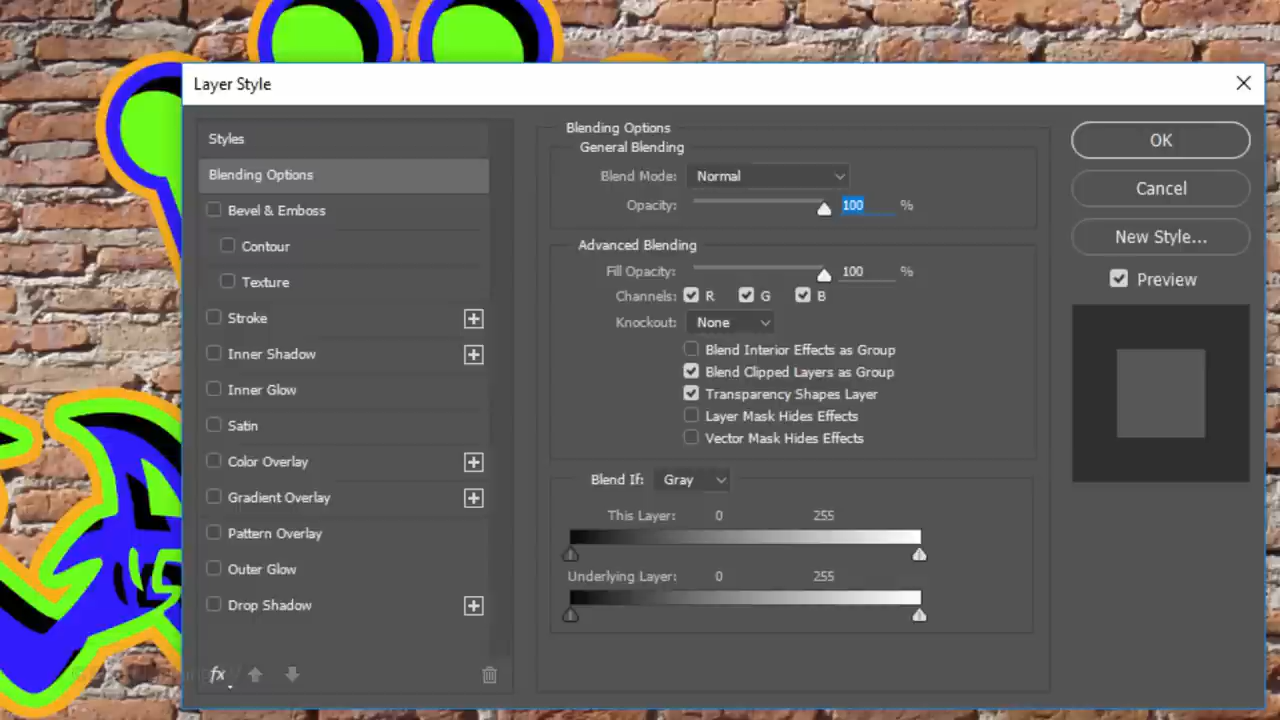 Layer Style
Styles
Blending Options
Bevel & Emboss
Contour
Texture
Stroke
Inner Shadow
Inner Glow
Satin
Color Overlay
Gradient Overlay
Pattern Overlay
Outer Glow
Drop Shadow
fx
Blending Options
General Blending
Blend Mode: Normal
Opacity: 100 %
Advanced Blending
Fill Opacity: 100 %
Channels: R G B
Knockout: None
Blend Interior Effects as Group
Blend Clipped Layers as Group
Transparency Shapes Layer
Layer Mask Hides Effects
Vector Mask Hides Effects
Blend If: Gray
This Layer: 0 255
Underlying Layer: 0 255
OK
Cancel
New Style...
Preview